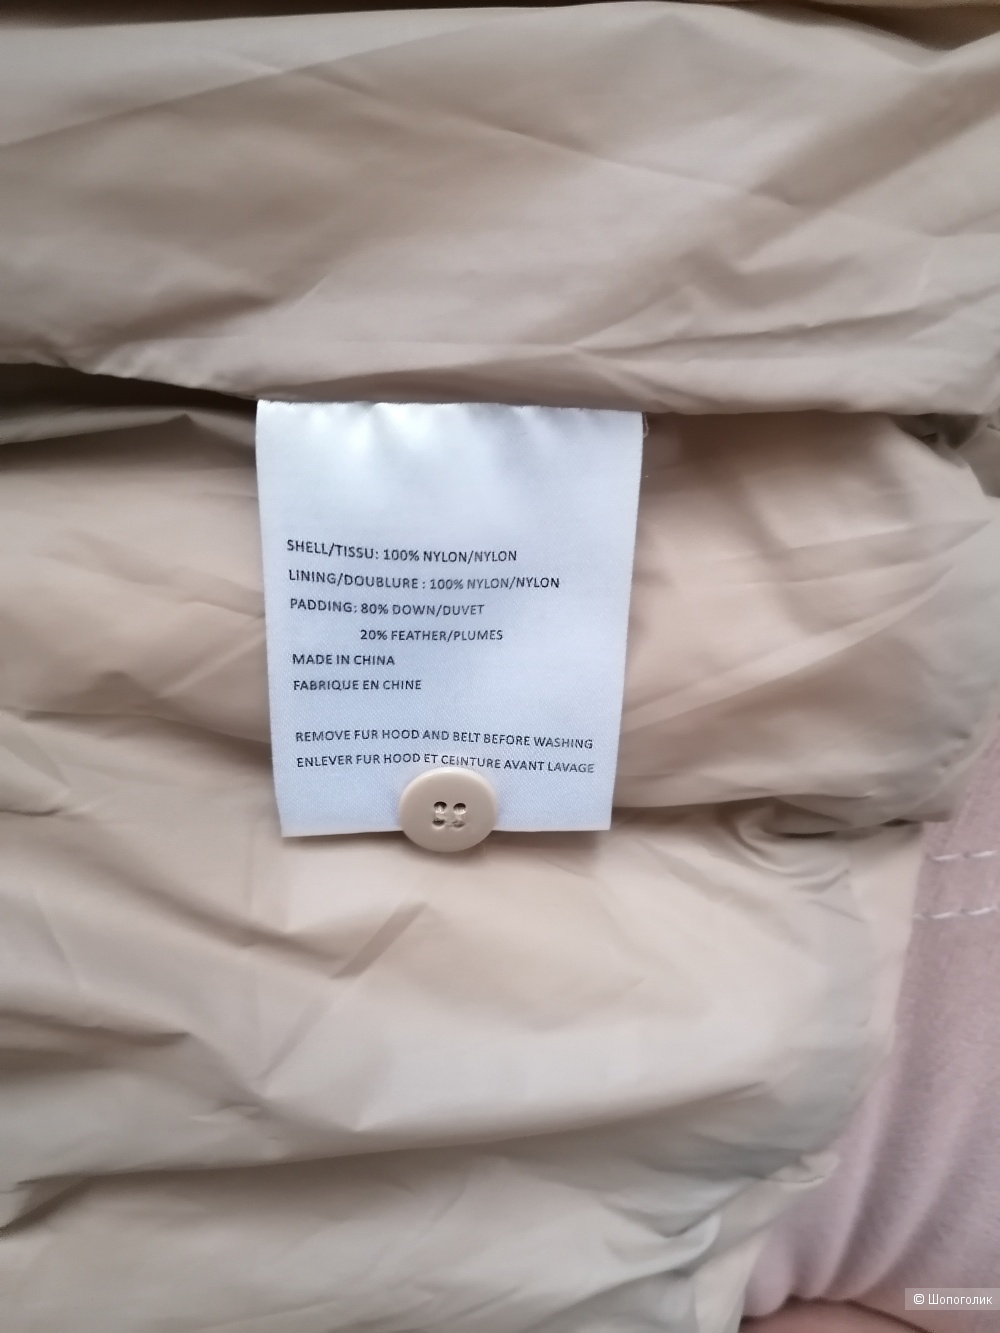 SHELL/TISSU: 100% NYLON/NYLON
LINING/DOUBLURE : 100% NYLON/NYLON
PADDING: 80% DOWN/DUVET
20% FEATHER/PLUMES
MADE IN CHINA
FABRIQUE EN CHINE
REMOVE FUR HOOD AND BELT BEFORE WASHING
ENLEVER FUR HOOD ET CEINTURE AVANT LAVAGE
© Шопоголик